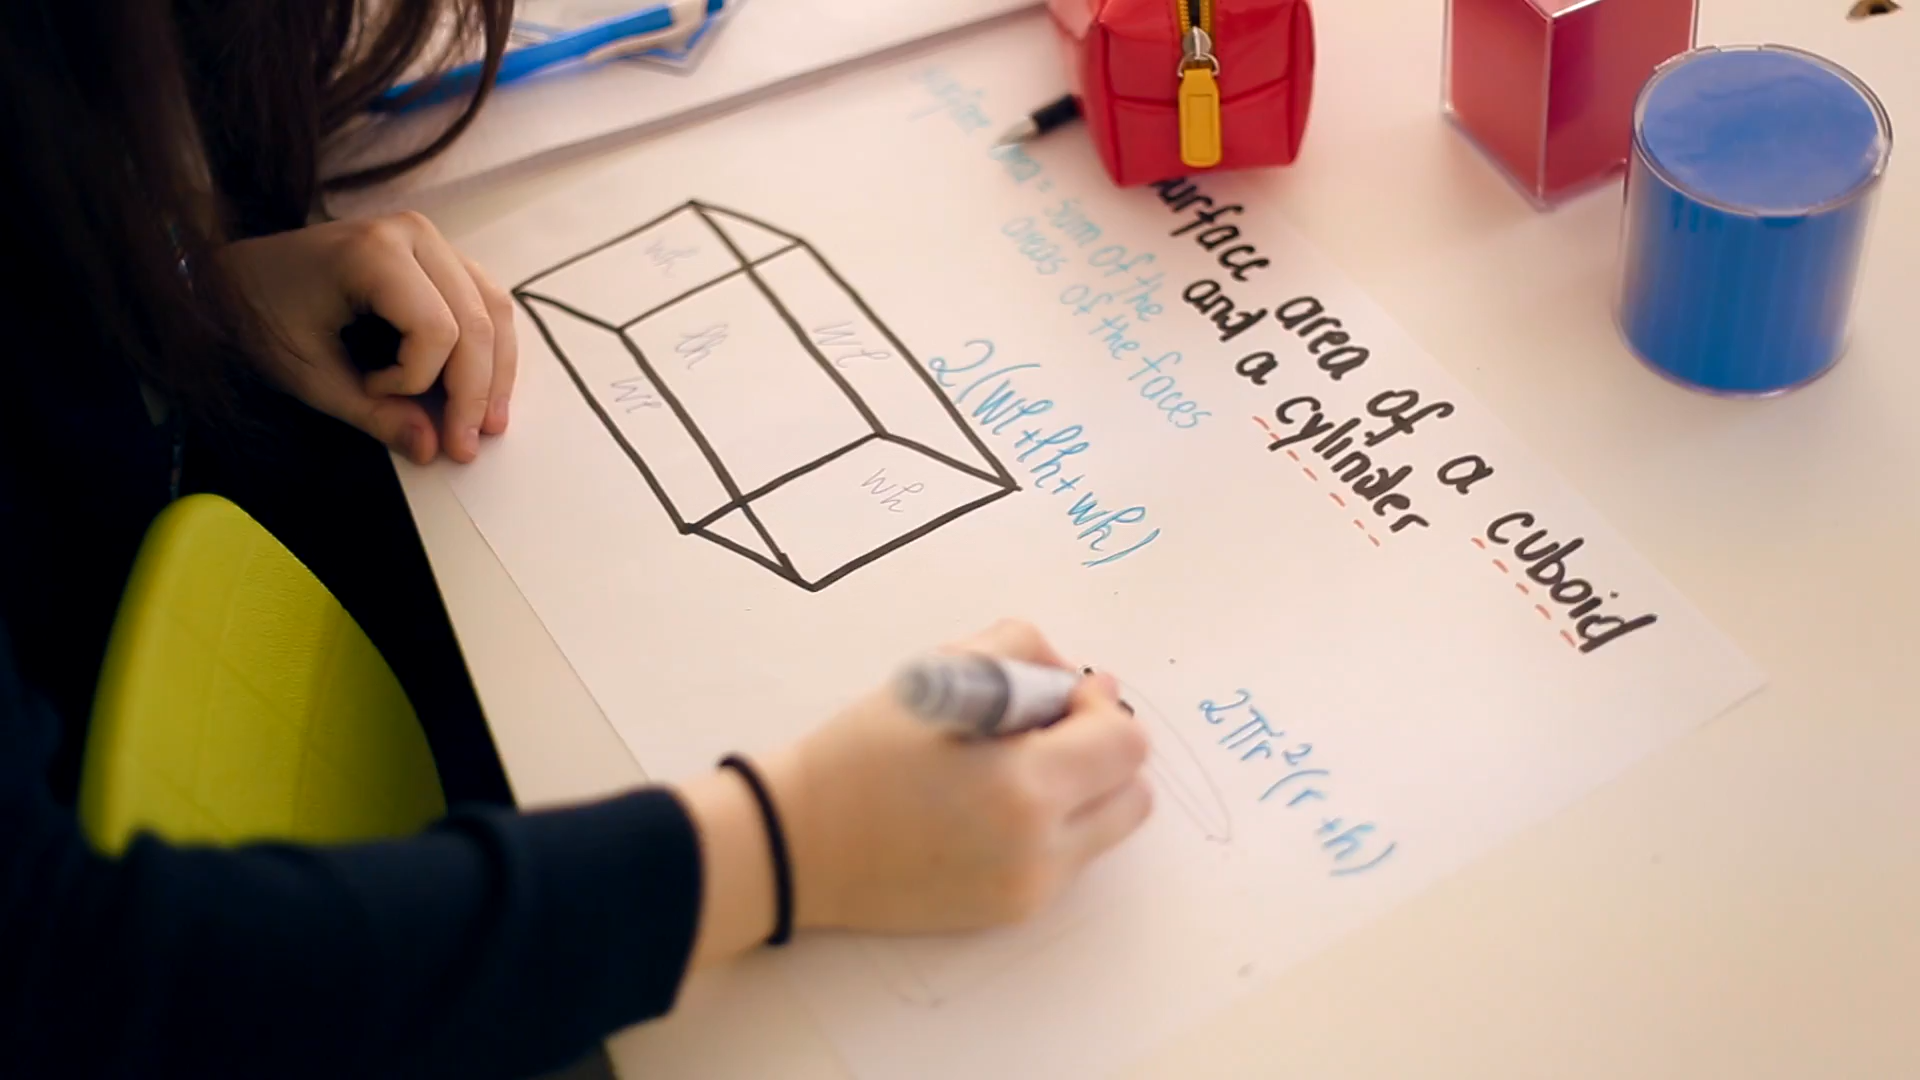 urface area of a cuboid
and a cylinder
surface area = sum of the
areas of the faces
wh
lh
wl
wl
wh
2(wl+lh+wh)
2πr²(r+h)